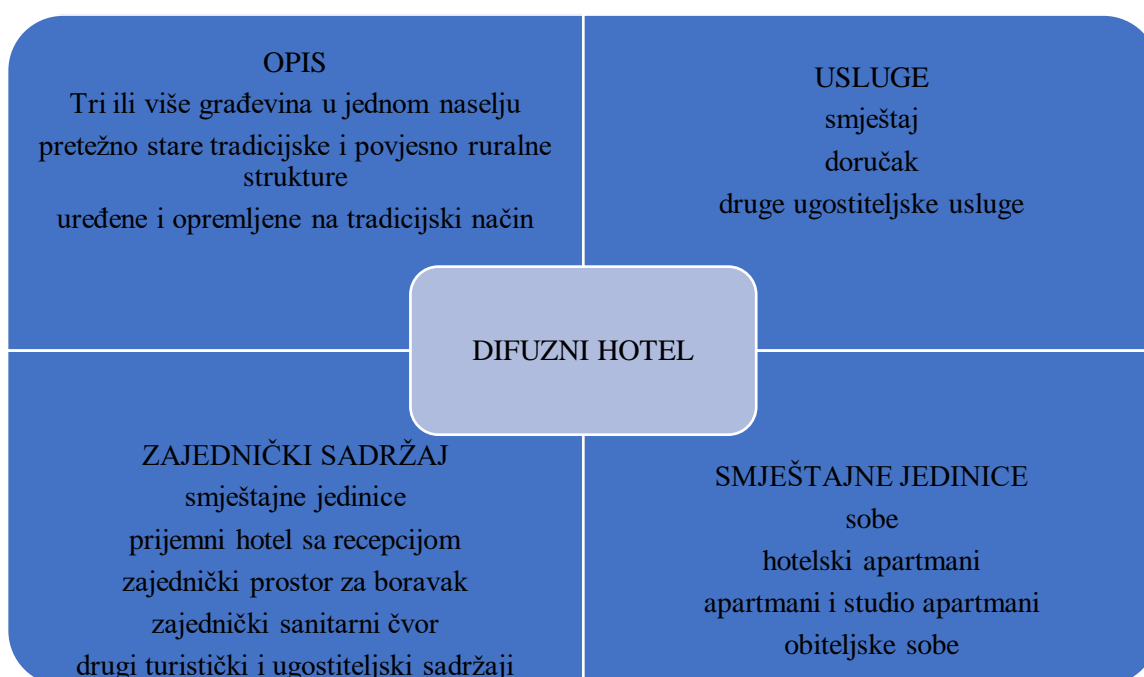 OPIS
Tri ili više građevina u jednom naselju
pretežno stare tradicijske i povjesno ruralne
strukture
uređene i opremljene na tradicijski način
USLUGE
smještaj
doručak
druge ugostiteljske usluge
DIFUZNI HOTEL
ZAJEDNIČKI SADRŽAJ
smještajne jedinice
prijemni hotel sa recepcijom
zajednički prostor za boravak
zajednički sanitarni čvor
drugi turistički i ugostiteljski sadržaji
SMJEŠTAJNE JEDINICE
sobe
hotelski apartmani
apartmani i studio apartmani
obiteljske sobe